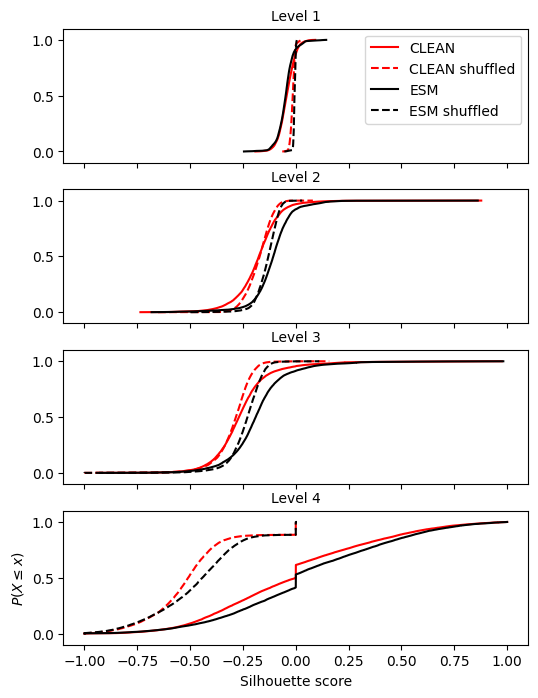 Level 1
1.0
0.5
0.0
CLEAN
CLEAN shuffled
ESM
ESM shuffled
Level 2
1.0
0.5
0.0
Level 3
1.0
0.5
0.0
Level 4
1.0
0.5
0.0
P(X ≤ x)
−1.00 −0.75 −0.50 −0.25 0.00 0.25 0.50 0.75 1.00
Silhouette score